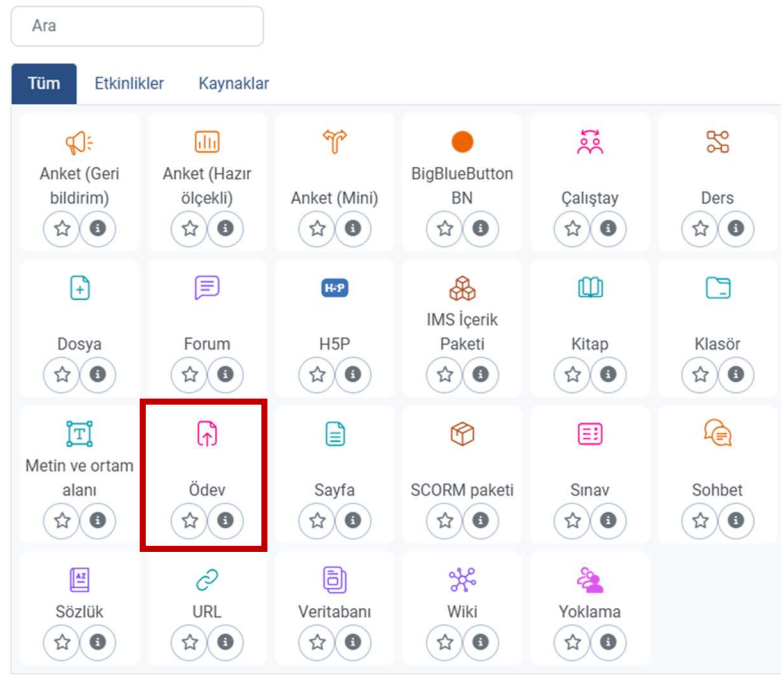 Ara
Tüm Etkinlikler Kaynaklar
Anket (Geri bildirim)
Anket (Hazır ölçekli)
Anket (Mini)
BigBlueButton BN
Çalıştay
Ders
Dosya
Forum
H5P
H5P
IMS İçerik Paketi
Kitap
Klasör
T
Metin ve ortam alanı
Ödev
Sayfa
SCORM paketi
Sınav
Sohbet
AZ
Sözlük
URL
Veritabanı
Wiki
Yoklama